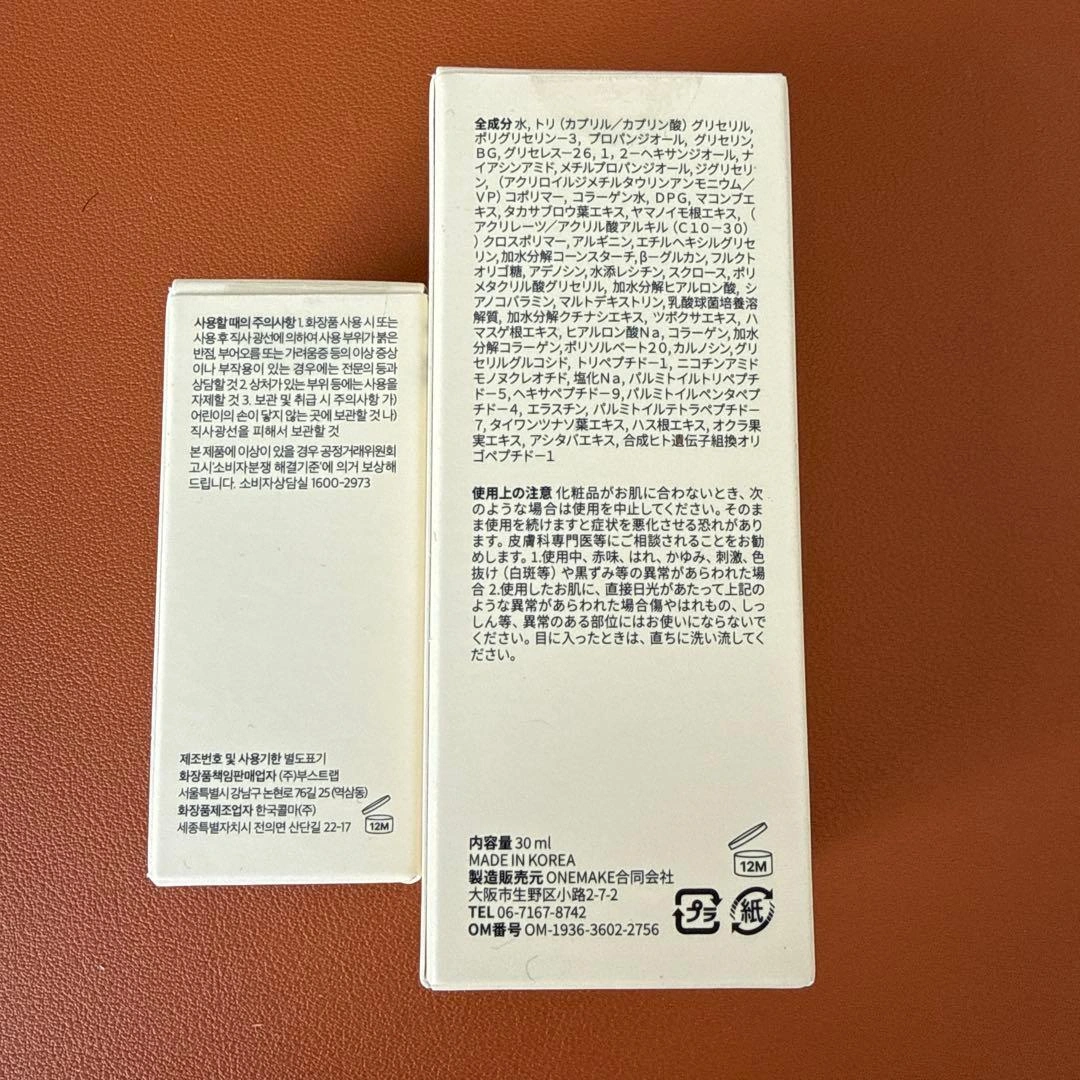 사용할 때의 주의사항 1. 화장품 사용 시 또는
사용 후 직사광선에 의하여 사용 부위가 붉은
반점, 부어오름 또는 가려움증 등의 이상 증상
이나 부작용이 있는 경우에는 전문의 등과
상담할 것 2. 상처가 있는 부위 등에는 사용을
자제할 것 3. 보관 및 취급 시 주의사항 가)
어린이의 손이 닿지 않는 곳에 보관할 것 나)
직사광선을 피해서 보관할 것
본 제품에 이상이 있을 경우 공정거래위원회
고시'소비자분쟁 해결기준'에 의거 보상해
드립니다. 소비자상담실 1600-2973
제조번호 및 사용기한 별도표기
화장품책임판매업자 (주)부스트랩
서울특별시 강남구 논현로76길 25 (역삼동)
화장품제조업자 한국콜마(주)
세종특별자치시 전의면 산단길 22-17
12M
全成分 水, トリ（カプリル／カプリン酸）グリセリル,
ポリグリセリン－3, プロパンジオール, グリセリン,
BG, グリセレス－26, 1, 2－ヘキサンジオール, ナ
イアシンアミド, メチルプロパンジオール, ジグリセリ
ン, （アクリロイルジメチルタウリンアンモニウム／
VP）コポリマー, コラーゲン水, DPG, マコンブエ
キス, タカサブロウ葉エキス, ヤマノイモ根エキス, （
アクリレーツ／アクリル酸アルキル（C10－30）
）クロスポリマー, アルギニン, エチルヘキシルグリセ
リン, 加水分解コーンスターチ, β－グルカン, フルクト
オリゴ糖, アデノシン, 水添レシチン, スクロース, ポリ
メタクリル酸グリセリル, 加水分解ヒアルロン酸, シ
アノコバラミン, マルトデキストリン, 乳酸球菌培養溶
解質, 加水分解クチナシエキス, ツボクサエキス, ハ
マスゲ根エキス, ヒアルロン酸Na, コラーゲン, 加水
分解コラーゲン, ポリソルベート20, カルノシン, グリ
セリルグルコシド, トリペプチド－1, ニコチンアミド
モノヌクレオチド, 塩化Na, パルミトイルトリペプチ
ド－5, ヘキサペプチド－9, パルミトイルペンタペプ
チド－4, エラスチン, パルミトイルテトラペプチド－
7, タイワンツナソ葉エキス, ハス根エキス, オクラ果
実エキス, アシタバエキス, 合成ヒト遺伝子組換オリ
ゴペプチド－1
使用上の注意 化粧品がお肌に合わないとき、次
のような場合は使用を中止してください。そのま
ま使用を続けますと症状を悪化させる恐れがあり
ます。皮膚科専門医等にご相談されることをお勧
めします。1.使用中、赤味、はれ、かゆみ、刺激、色
抜け（白斑等）や黒ずみ等の異常があらわれた場
合 2.使用したお肌に、直接日光があたって上記の
ような異常があらわれた場合傷やはれもの、しっ
しん等、異常のある部位にはお使いにならないで
ください。目に入ったときは、直ちに洗い流してく
ださい。
内容量 30 ml
MADE IN KOREA
製造販売元 ONEMAKE合同会社
大阪市生野区小路2-7-2
TEL 06-7167-8742
OM番号 OM-1936-3602-2756
12M
プラ
紙